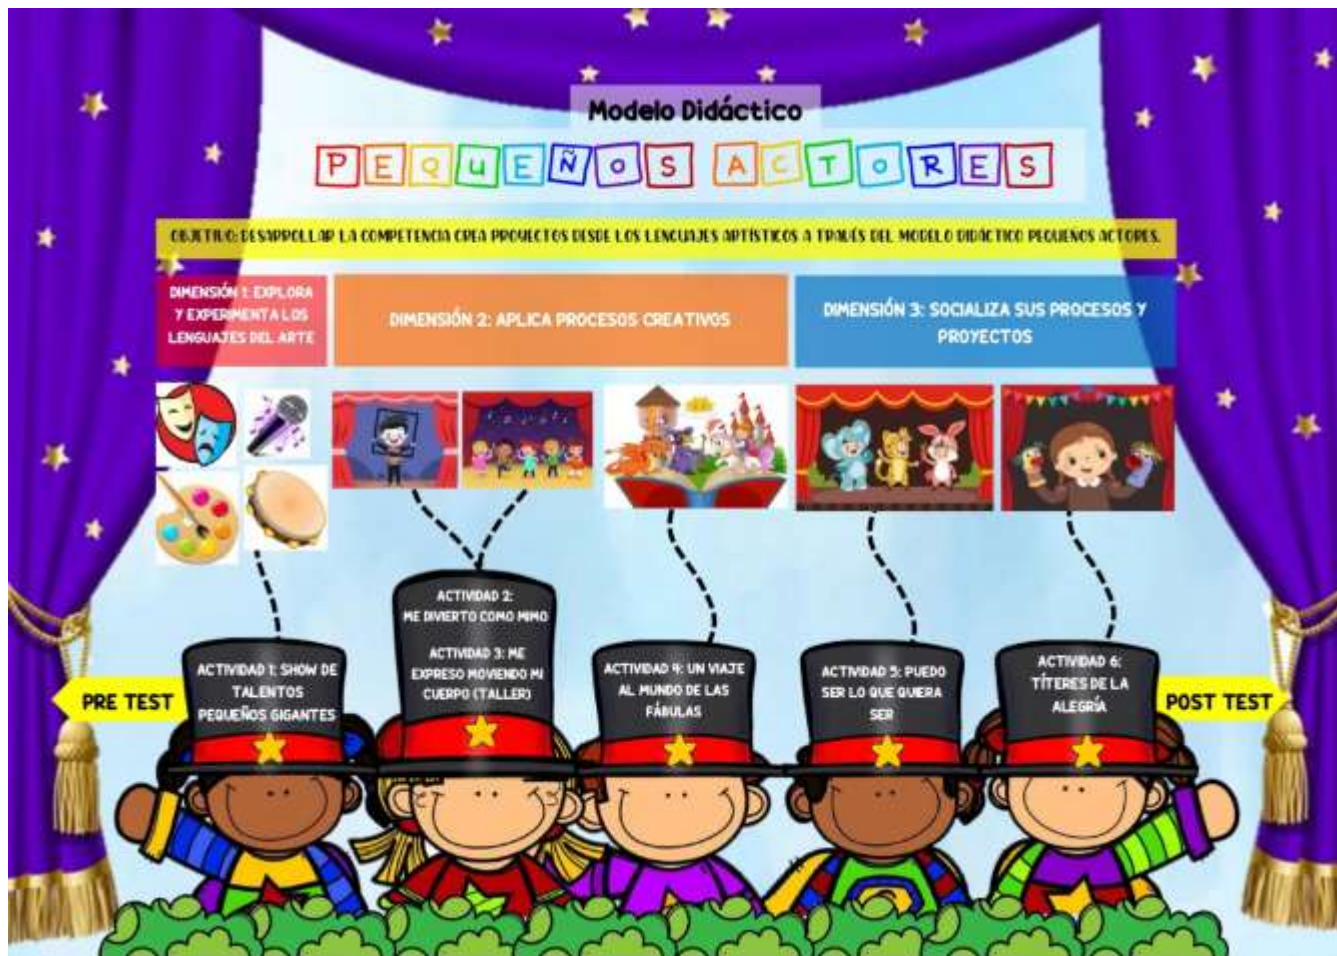 Modelo Didáctico
PEQUEÑOS ACTORES
OBJETIVO: DESARROLLAR LA COMPETENCIA CREA PROYECTOS DESDE LOS LENGUAJES ARTÍSTICOS A TRAVÉS DEL MODELO DIDÁCTICO PEQUEÑOS ACTORES.
DIMENSIÓN 1: EXPLORA
Y EXPERIMENTA LOS
LENGUAJES DEL ARTE
DIMENSIÓN 2: APLICA PROCESOS CREATIVOS
DIMENSIÓN 3: SOCIALIZA SUS PROCESOS Y
PROYECTOS
PRE TEST
ACTIVIDAD 1: SHOW DE
TALENTOS
PEQUEÑOS GIGANTES
ACTIVIDAD 2:
ME DIVIERTO COMO MIMO
ACTIVIDAD 3: ME
EXPRESO MOVIENDO MI
CUERPO (TALLER)
ACTIVIDAD 4: UN VIAJE
AL MUNDO DE LAS
FÁBULAS
ACTIVIDAD 5: PUEDO
SER LO QUE QUIERA
SER
ACTIVIDAD 6:
TÍTERES DE LA
ALEGRÍA
POST TEST